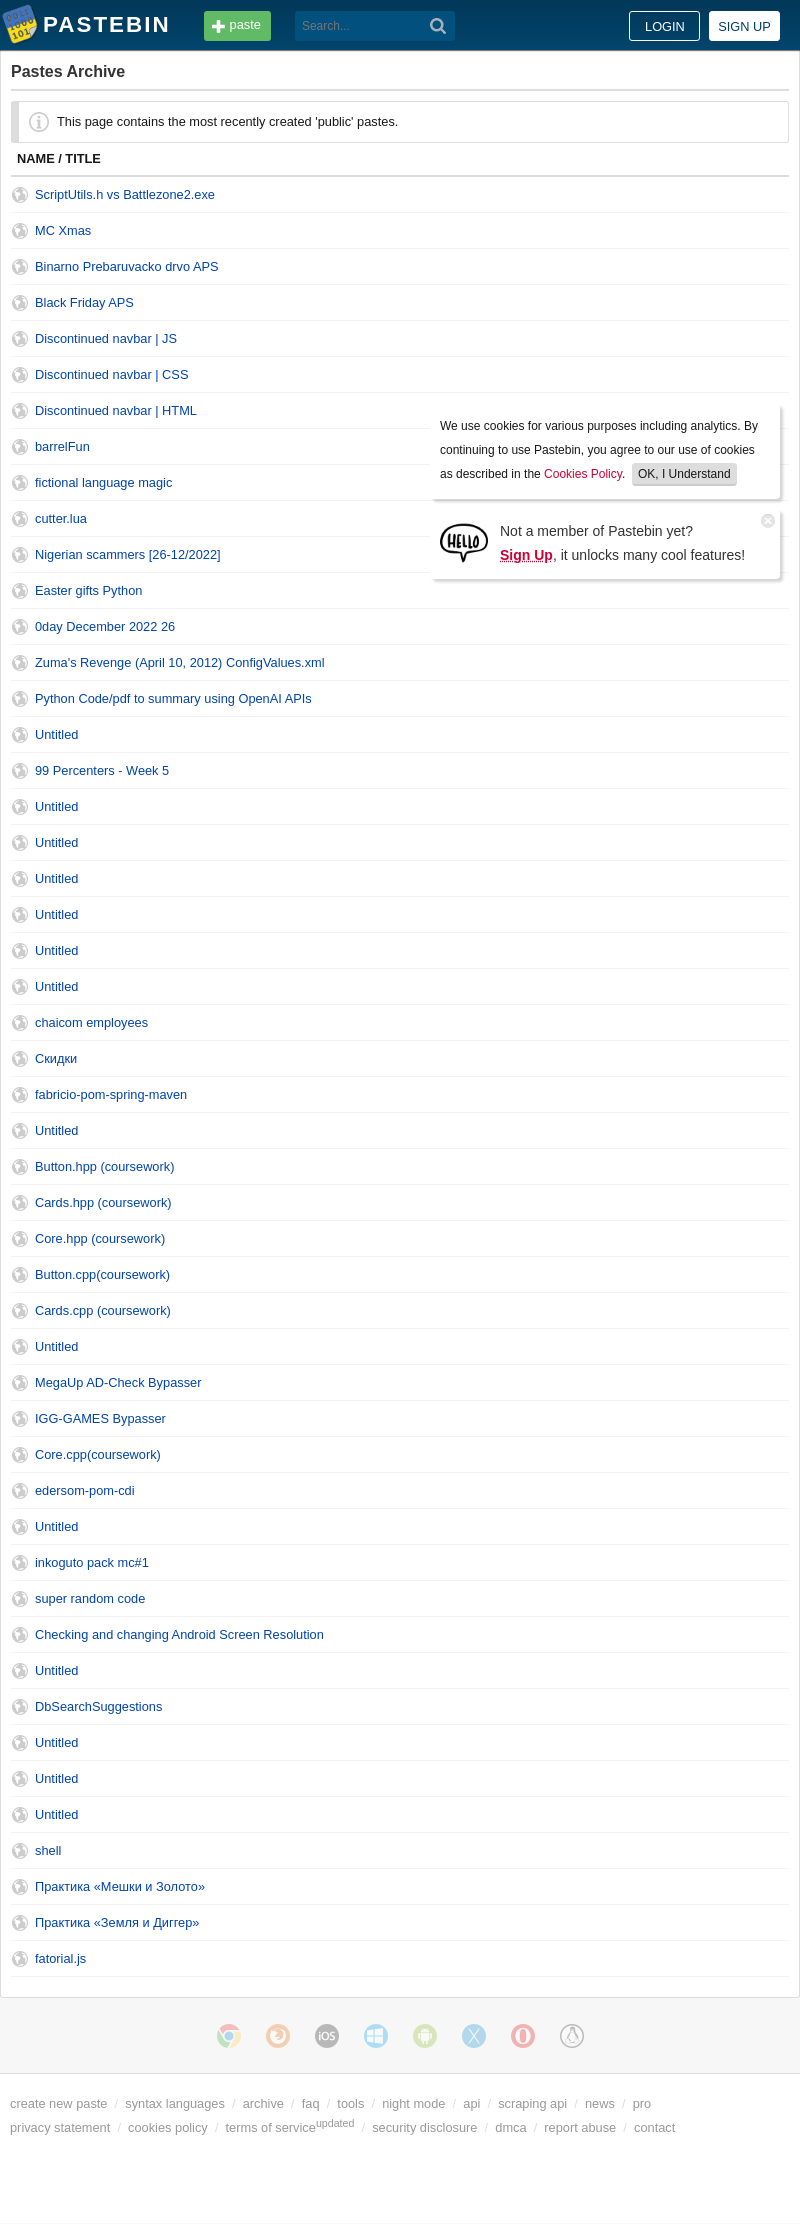 PASTEBIN
paste
Search...
LOGIN
SIGN UP
Pastes Archive
This page contains the most recently created 'public' pastes.
NAME / TITLE
ScriptUtils.h vs Battlezone2.exe
MC Xmas
Binarno Prebaruvacko drvo APS
Black Friday APS
Discontinued navbar | JS
Discontinued navbar | CSS
Discontinued navbar | HTML
barrelFun
fictional language magic
cutter.lua
Nigerian scammers [26-12/2022]
Easter gifts Python
0day December 2022 26
Zuma's Revenge (April 10, 2012) ConfigValues.xml
Python Code/pdf to summary using OpenAI APIs
Untitled
99 Percenters - Week 5
Untitled
Untitled
Untitled
Untitled
Untitled
Untitled
chaicom employees
Скидки
fabricio-pom-spring-maven
Untitled
Button.hpp (coursework)
Cards.hpp (coursework)
Core.hpp (coursework)
Button.cpp(coursework)
Cards.cpp (coursework)
Untitled
MegaUp AD-Check Bypasser
IGG-GAMES Bypasser
Core.cpp(coursework)
edersom-pom-cdi
Untitled
inkoguto pack mc#1
super random code
Checking and changing Android Screen Resolution
Untitled
DbSearchSuggestions
Untitled
Untitled
Untitled
shell
Практика «Мешки и Золото»
Практика «Земля и Диггер»
fatorial.js
We use cookies for various purposes including analytics. By
continuing to use Pastebin, you agree to our use of cookies
as described in the Cookies Policy. OK, I Understand
HELLO
Not a member of Pastebin yet?
Sign Up, it unlocks many cool features!
iOS
create new paste / syntax languages / archive / faq / tools / night mode / api / scraping api / news / pro
privacy statement / cookies policy / terms of service updated / security disclosure / dmca / report abuse / contact